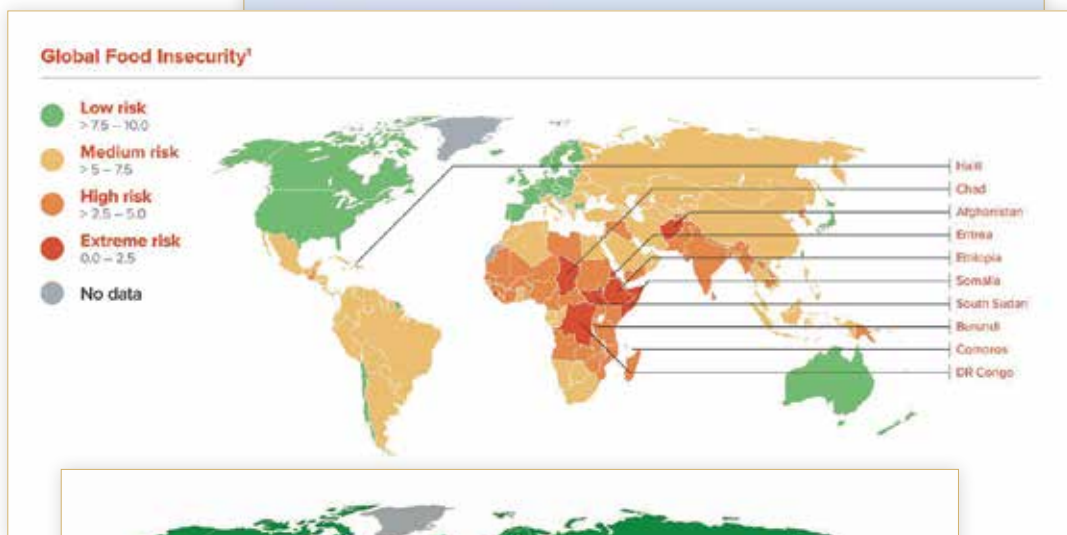 Global Food Insecurity¹
Low risk
> 7.5 – 10.0
Medium risk
> 5 – 7.5
High risk
> 2.5 – 5.0
Extreme risk
0.0 – 2.5
No data
Haiti
Chad
Afghanistan
Eritrea
Ethiopia
Somalia
South Sudan
Burundi
Comoros
DR Congo